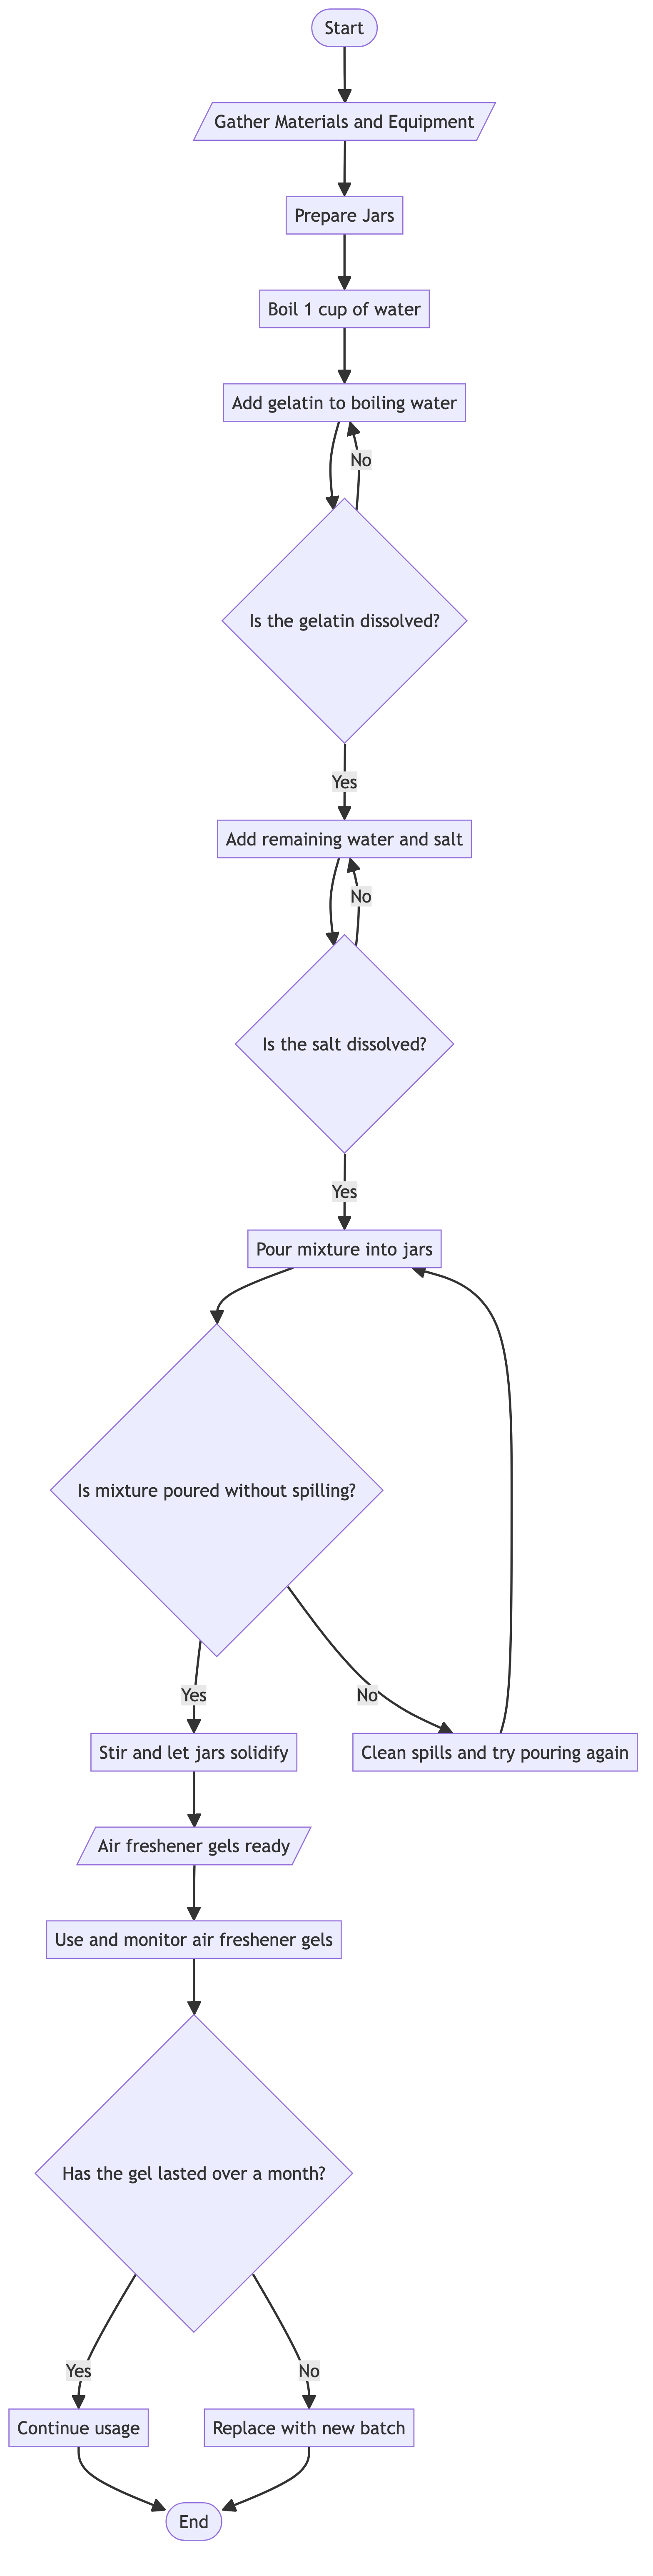 Start
Gather Materials and Equipment
Prepare Jars
Boil 1 cup of water
Add gelatin to boiling water
No
Is the gelatin dissolved?
Yes
Add remaining water and salt
No
Is the salt dissolved?
Yes
Pour mixture into jars
Is mixture poured without spilling?
Yes
No
Stir and let jars solidify
Clean spills and try pouring again
Air freshener gels ready
Use and monitor air freshener gels
Has the gel lasted over a month?
Yes
No
Continue usage
Replace with new batch
End